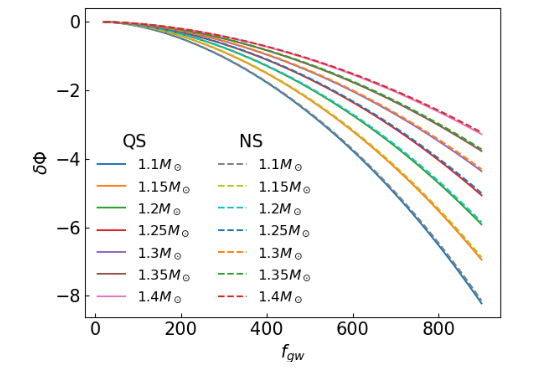 0
−2
−4
−6
−8
δΦ
QS NS
1.1M⊙ 1.1M⊙
1.15M⊙ 1.15M⊙
1.2M⊙ 1.2M⊙
1.25M⊙ 1.25M⊙
1.3M⊙ 1.3M⊙
1.35M⊙ 1.35M⊙
1.4M⊙ 1.4M⊙
0 200 400 600 800
f_gw